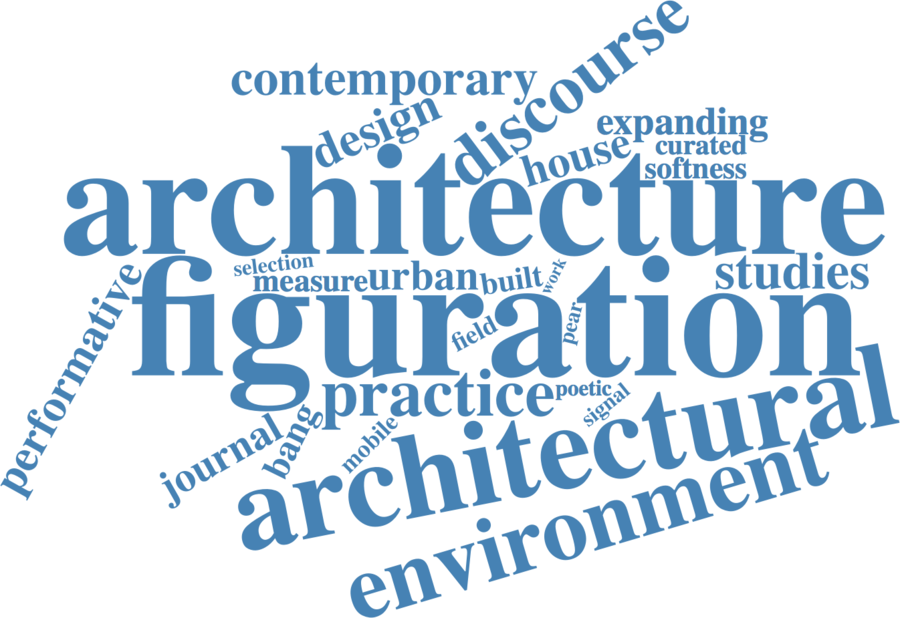 contemporary
discourse
design
expanding
house
curated
softness
architecture
selection
measure
urban
built
work
studies
performative
figuration
field
pear
practice
poetic
signal
journal
bang
mobile
architectural
environment